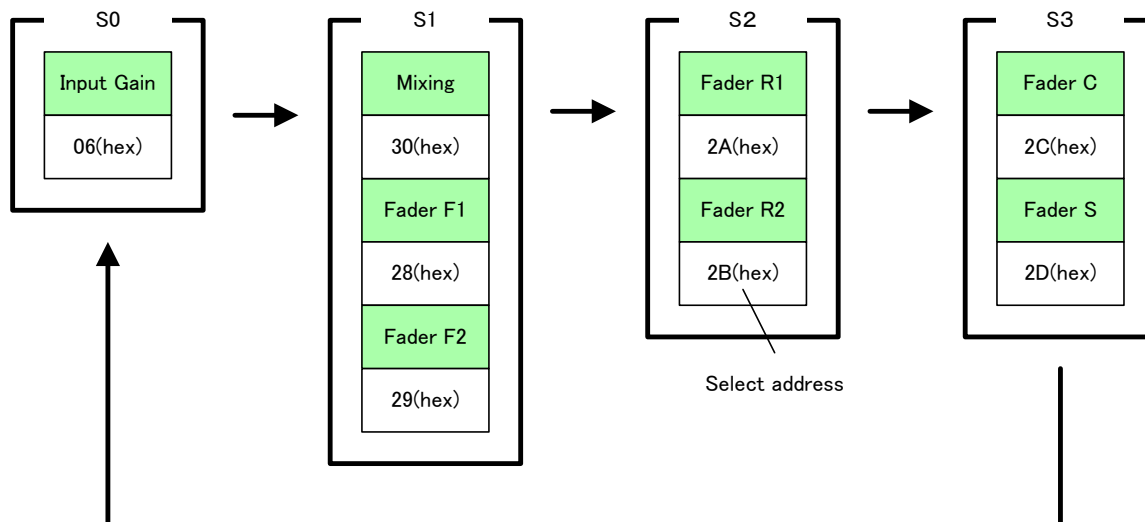 S0
Input Gain
06(hex)
S1
Mixing
30(hex)
Fader F1
28(hex)
Fader F2
29(hex)
S2
Fader R1
2A(hex)
Fader R2
2B(hex)
Select address
S3
Fader C
2C(hex)
Fader S
2D(hex)